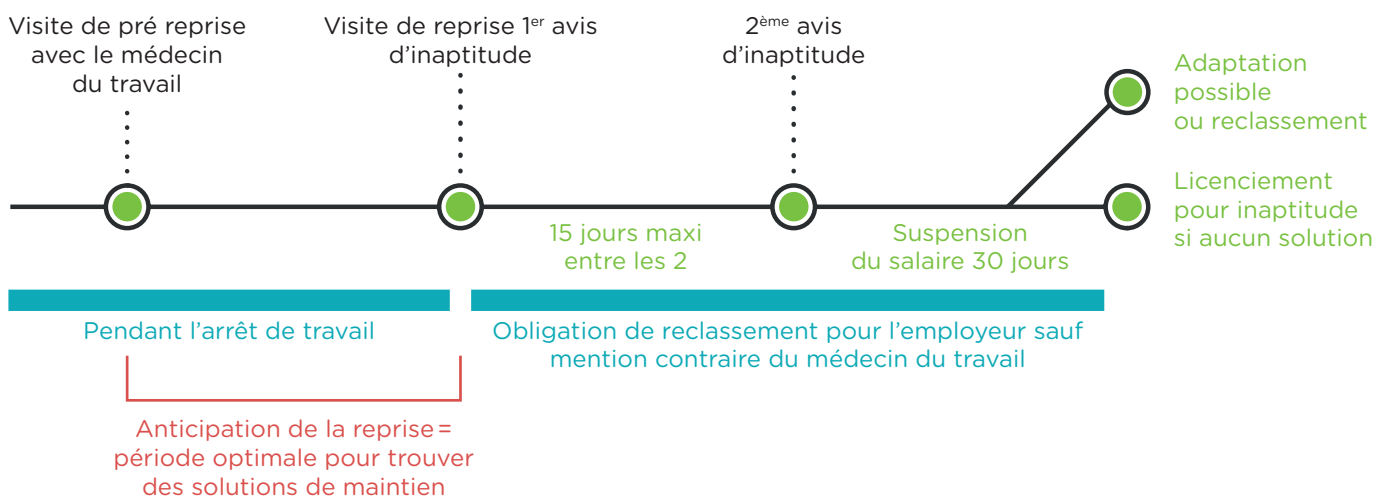 Visite de pré reprise
avec le médecin
du travail
Visite de reprise 1er avis
d'inaptitude
2ème avis
d'inaptitude
Adaptation
possible
ou reclassement
Licenciement
pour inaptitude
si aucun solution
15 jours maxi
entre les 2
Suspension
du salaire 30 jours
Pendant l'arrêt de travail
Obligation de reclassement pour l'employeur sauf
mention contraire du médecin du travail
Anticipation de la reprise =
période optimale pour trouver
des solutions de maintien